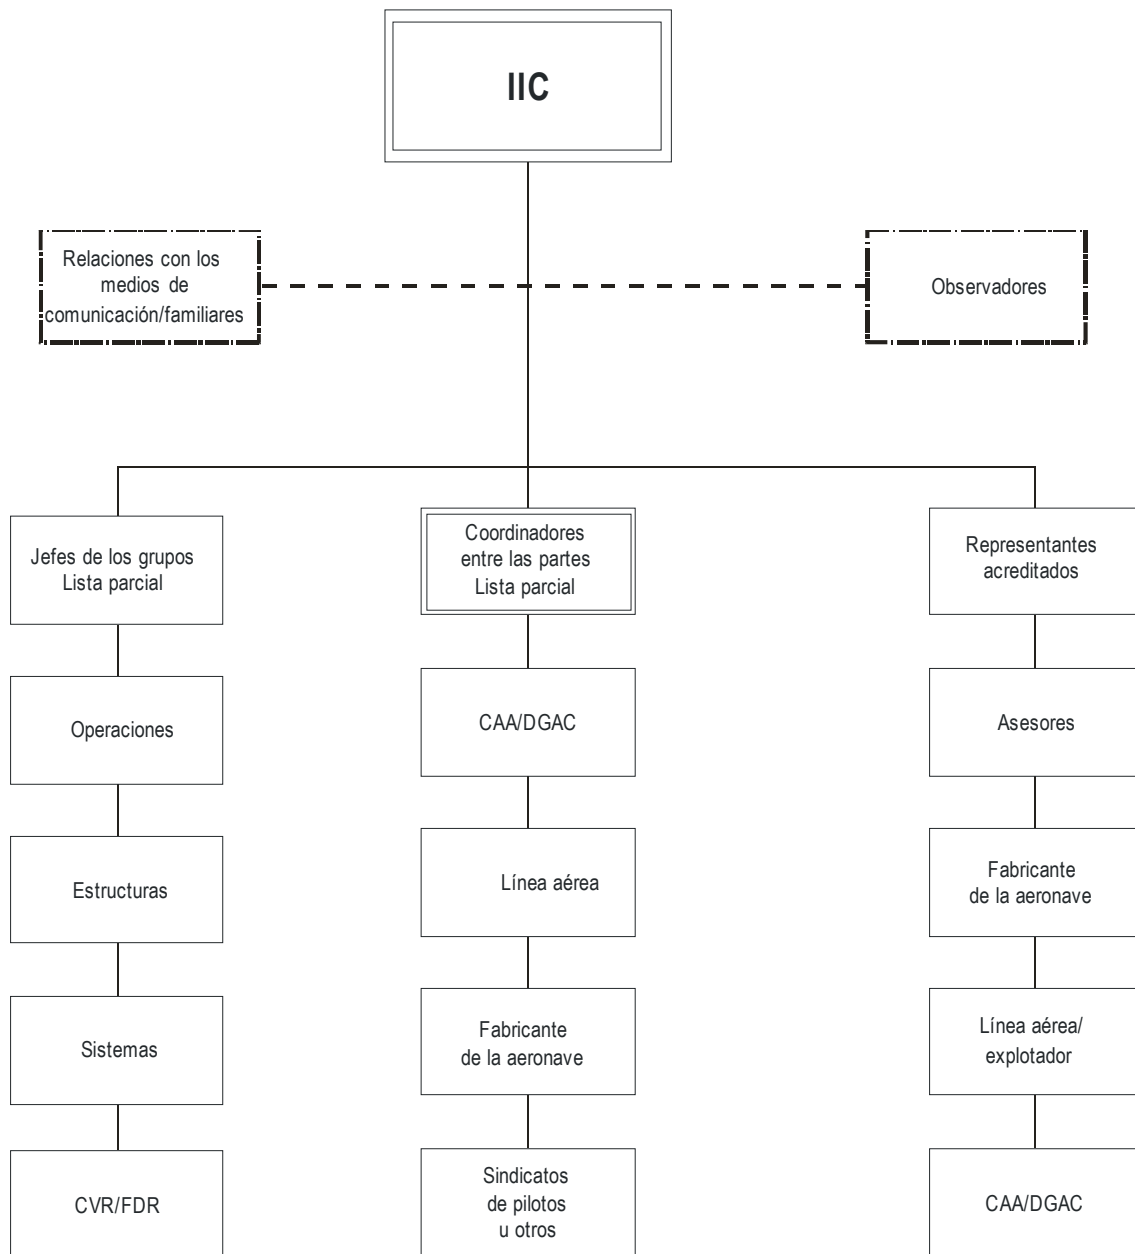 IIC
Relaciones con los
medios de
comunicación/familiares
Observadores
Jefes de los grupos
Lista parcial
Coordinadores
entre las partes
Lista parcial
Representantes
acreditados
Operaciones
CAA/DGAC
Asesores
Estructuras
Línea aérea
Fabricante
de la aeronave
Sistemas
Fabricante
de la aeronave
Línea aérea/
explotador
CVR/FDR
Sindicatos
de pilotos
u otros
CAA/DGAC